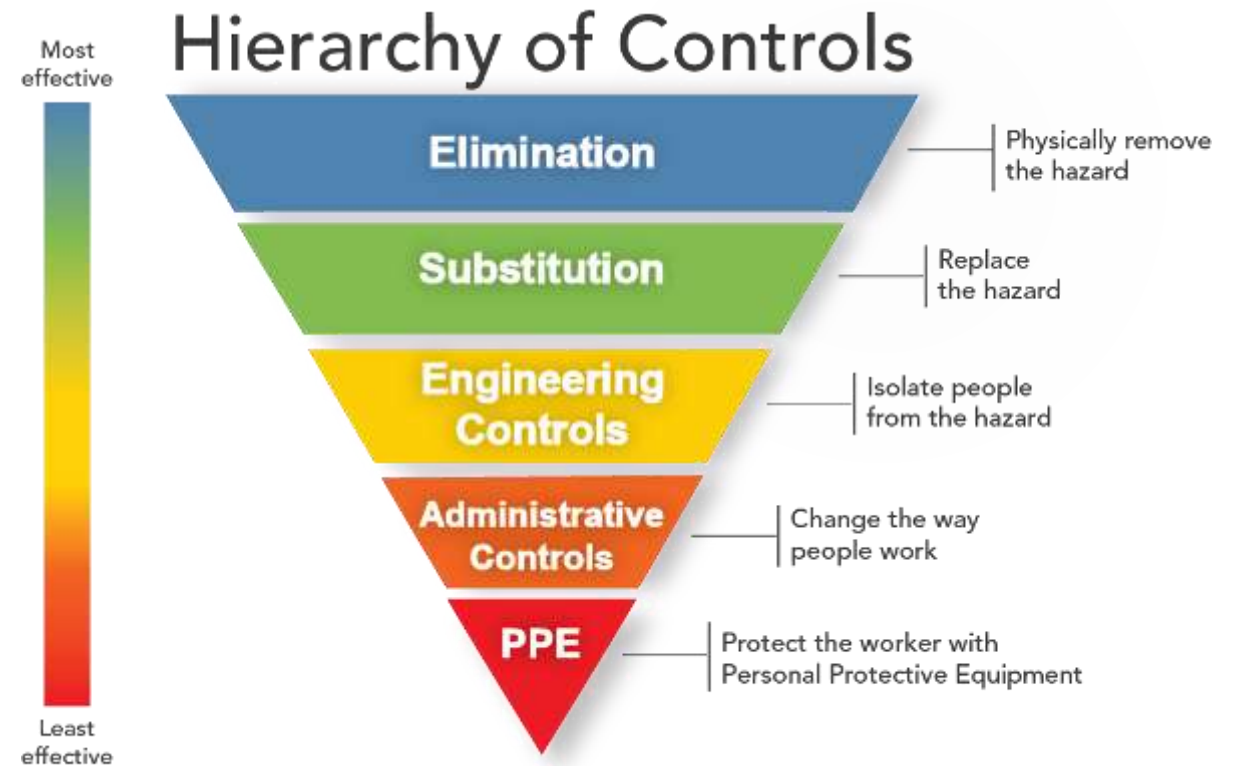 Hierarchy of Controls
Most
effective
Elimination
Physically remove
the hazard
Substitution
Replace
the hazard
Engineering
Controls
Isolate people
from the hazard
Administrative
Controls
Change the way
people work
PPE
Protect the worker with
Personal Protective Equipment
Least
effective